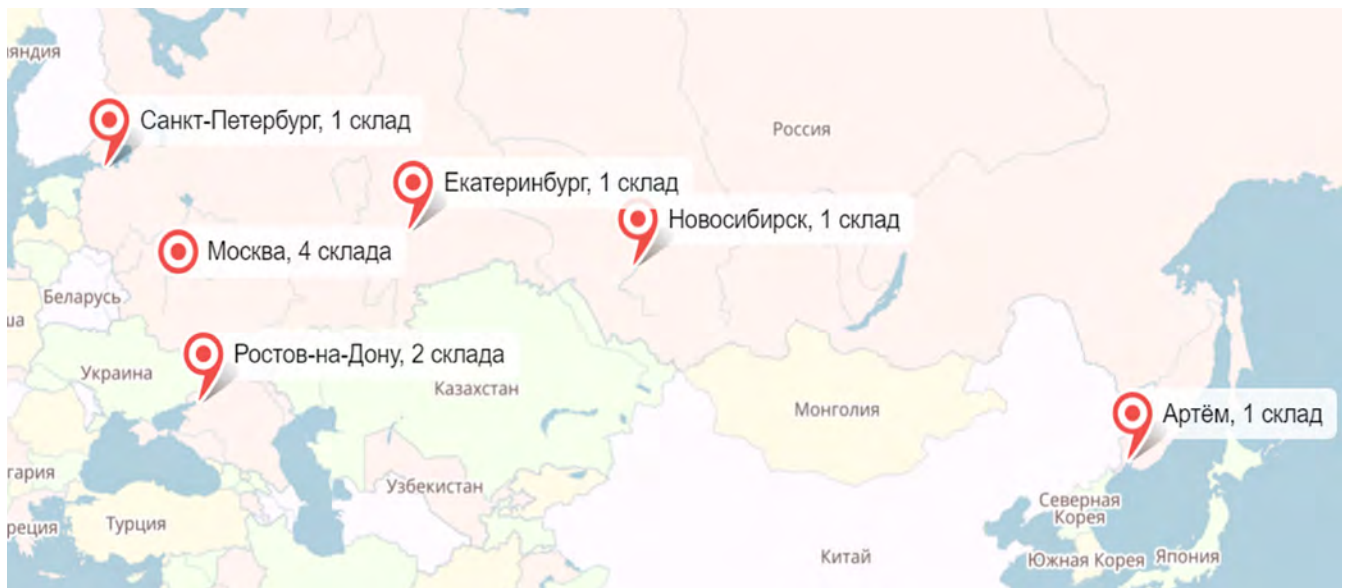 Санкт-Петербург, 1 склад
Россия
Екатеринбург, 1 склад
Новосибирск, 1 склад
Москва, 4 склада
Беларусь
Ростов-на-Дону, 2 склада
Украина
Казахстан
Монголия
Артём, 1 склад
Узбекистан
Северная
Корея
Турция
Китай
Южная Корея
Япония